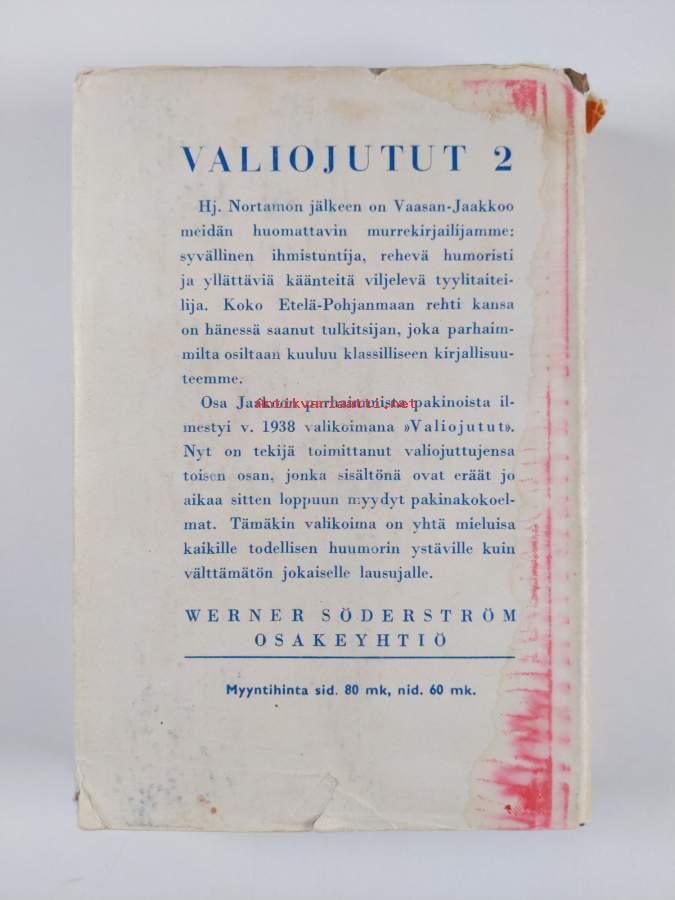 VALIOJUTUT 2
Hj. Nortamon jälkeen on Vaasan-Jaakkoo
meidän huomattavin murrekirjailijamme:
syvällinen ihmistuntija, rehevä humoristi
ja yllättäviä käänteitä viljelevä tyylitaitei-
lija. Koko Etelä-Pohjanmaan rehti kansa
on hänessä saanut tulkitsijan, joka parhaim-
milta osiltaan kuuluu klassilliseen kirjallisuu-
teemme.
Osa Jaakoon parhaimmista pakinoista il-
antikvariaatti.net
mestyi v. 1938 valikoimana »Valiojutut».
Nyt on tekijä toimittanut valiojuttujensa
toisen osan, jonka sisältönä ovat eräät jo
aikaa sitten loppuun myydyt pakinakokoel-
mat. Tämäkin valikoima on yhtä mieluisa
kaikille todellisen huumorin ystäville kuin
välttämätön jokaiselle lausujalle.
WERNER SÖDERSTRÖM
OSAKEYHTIÖ
Myyntihinta sid. 80 mk, nid. 60 mk.